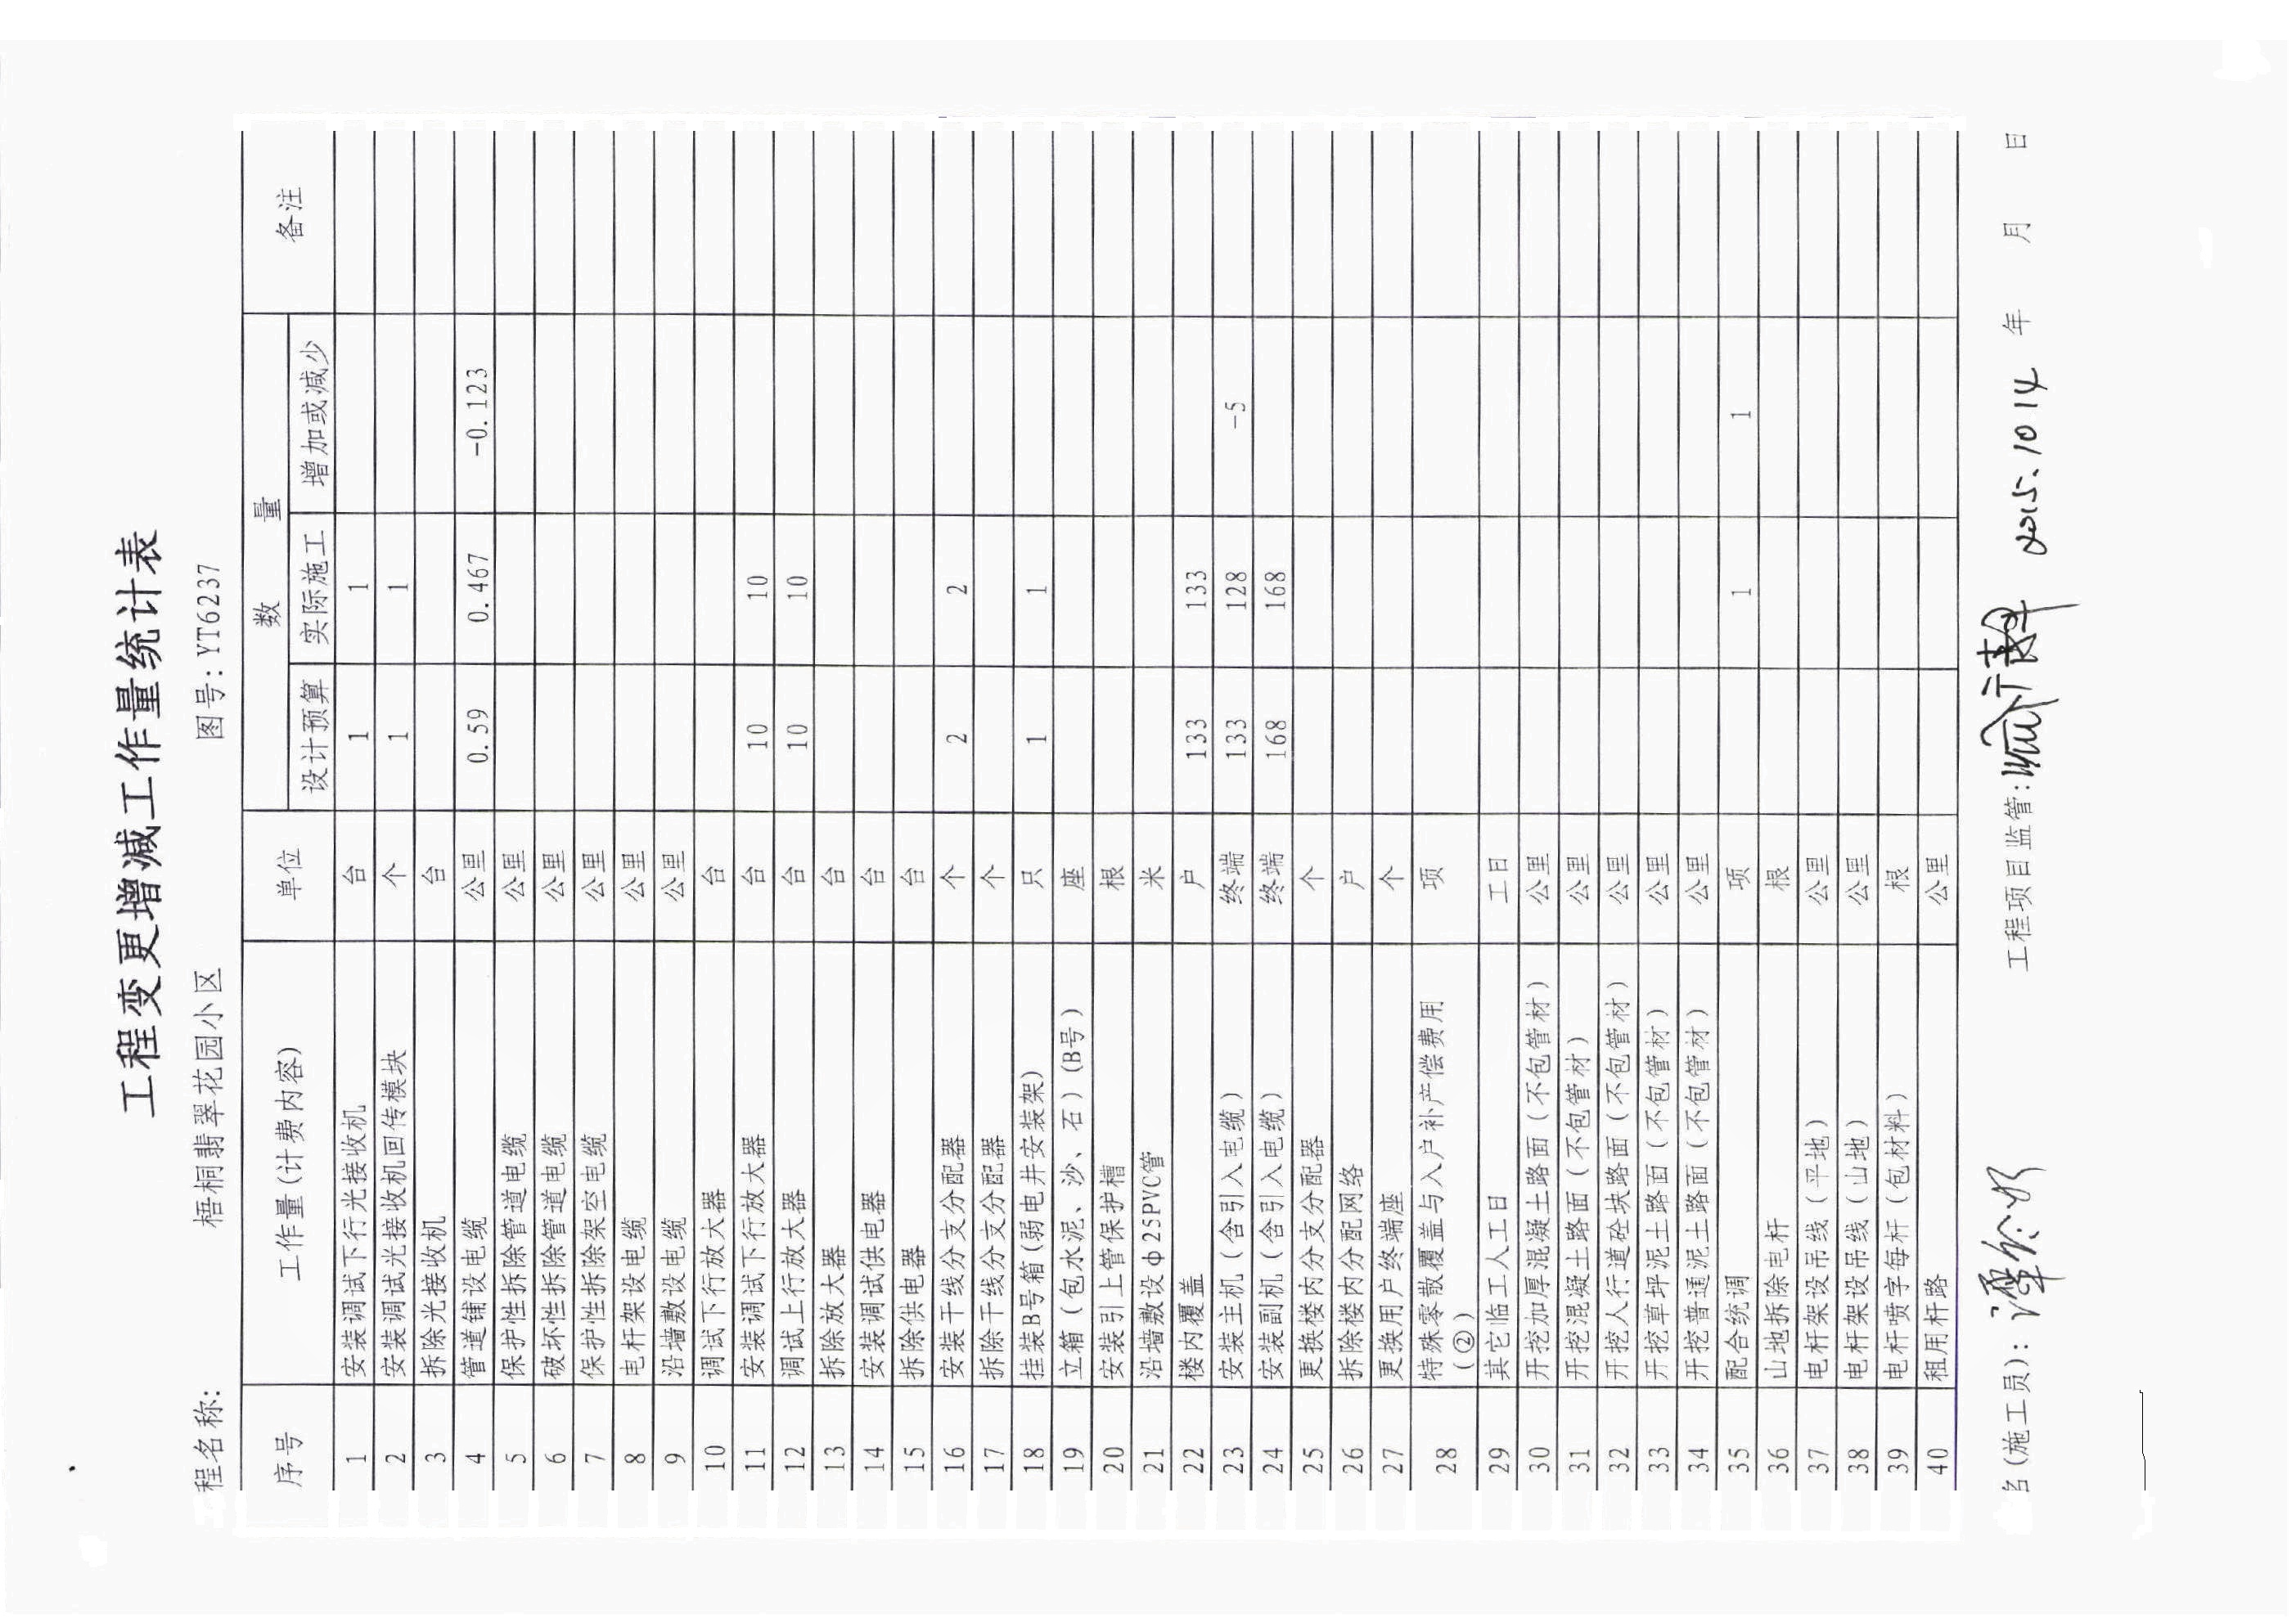 工程变更增减工作量统计表
程名称: 梧桐翡翠花园小区 图号:YT6237
序号 工作量(计费内容) 单位 数 量 备注
设计预算 实际施工 增加或减少
1 安装调试下行光接收机 台 1 1
2 安装调试光接收机回传模块 个 1 1
3 拆除光接收机 台
4 管道铺设电缆 公里 0.59 0.467 -0.123
5 保护性拆除管道电缆 公里
6 破坏性拆除管道电缆 公里
7 保护性拆除架空电缆 公里
8 电杆架设电缆 公里
9 沿墙敷设电缆 公里
10 调试下行放大器 台
11 安装调试下行放大器 台 10 10
12 调试上行放大器 台 10 10
13 拆除放大器 台
14 安装调试供电器 台
15 拆除供电器 台
16 安装干线分支分配器 个 2 2
17 拆除干线分支分配器 个
18 挂装B号箱(弱电井安装架) 只 1 1
19 立箱（包水泥、沙、石）(B号) 座
20 安装引上管保护槽 根
21 沿墙敷设φ25PVC管 米
22 楼内覆盖 户 133 133
23 安装主机（含引入电缆） 终端 133 128 -5
24 安装副机（含引入电缆） 终端 168 168
25 更换楼内分支分配器 个
26 拆除楼内分配网络 户
27 更换用户终端座 个
28 特殊零散覆盖与入户补产偿费用 项
（②）
29 其它临工人工日 工日
30 开挖加厚混凝土路面（不包管材） 公里
31 开挖混凝土路面（不包管材） 公里
32 开挖人行道砼块路面（不包管材） 公里
33 开挖草坪泥土路面（不包管材） 公里
34 开挖普通泥土路面（不包管材） 公里
35 配合统调 项 1 1
36 山地拆除电杆 根
37 电杆架设吊线（平地） 公里
38 电杆架设吊线（山地） 公里
39 电杆喷字每杆（包材料） 根
40 租用杆路 公里
名(施工员): 工程项目监管: 2015.10 14 年 月 日